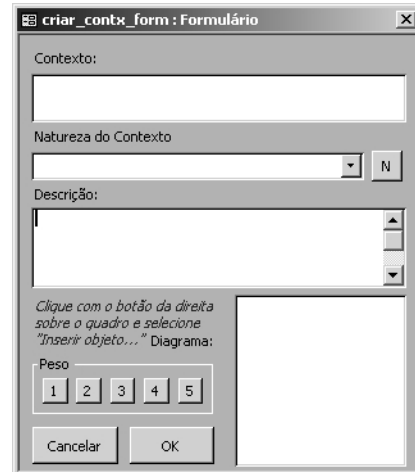 criar_contx_form : Formulário
Contexto:
Natureza do Contexto
N
Descrição:
Clique com o botão da direita
sobre o quadro e selecione
"Inserir objeto..." Diagrama:
Peso
1 2 3 4 5
Cancelar OK